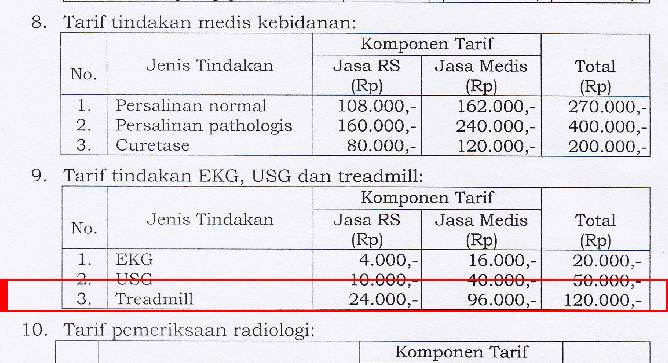 8. Tarif tindakan medis kebidanan:
No. Jenis Tindakan Komponen Tarif Total (Rp)
Jasa RS (Rp) Jasa Medis (Rp)
1. Persalinan normal 108.000,- 162.000,- 270.000,-
2. Persalinan pathologis 160.000,- 240.000,- 400.000,-
3. Curetase 80.000,- 120.000,- 200.000,-
9. Tarif tindakan EKG, USG dan treadmill:
No. Jenis Tindakan Komponen Tarif Total (Rp)
Jasa RS (Rp) Jasa Medis (Rp)
1. EKG 4.000,- 16.000,- 20.000,-
2. USG 10.000,- 40.000,- 50.000,-
3. Treadmill 24.000,- 96.000,- 120.000,-
10. Tarif pemeriksaan radiologi:
Komponen Tarif